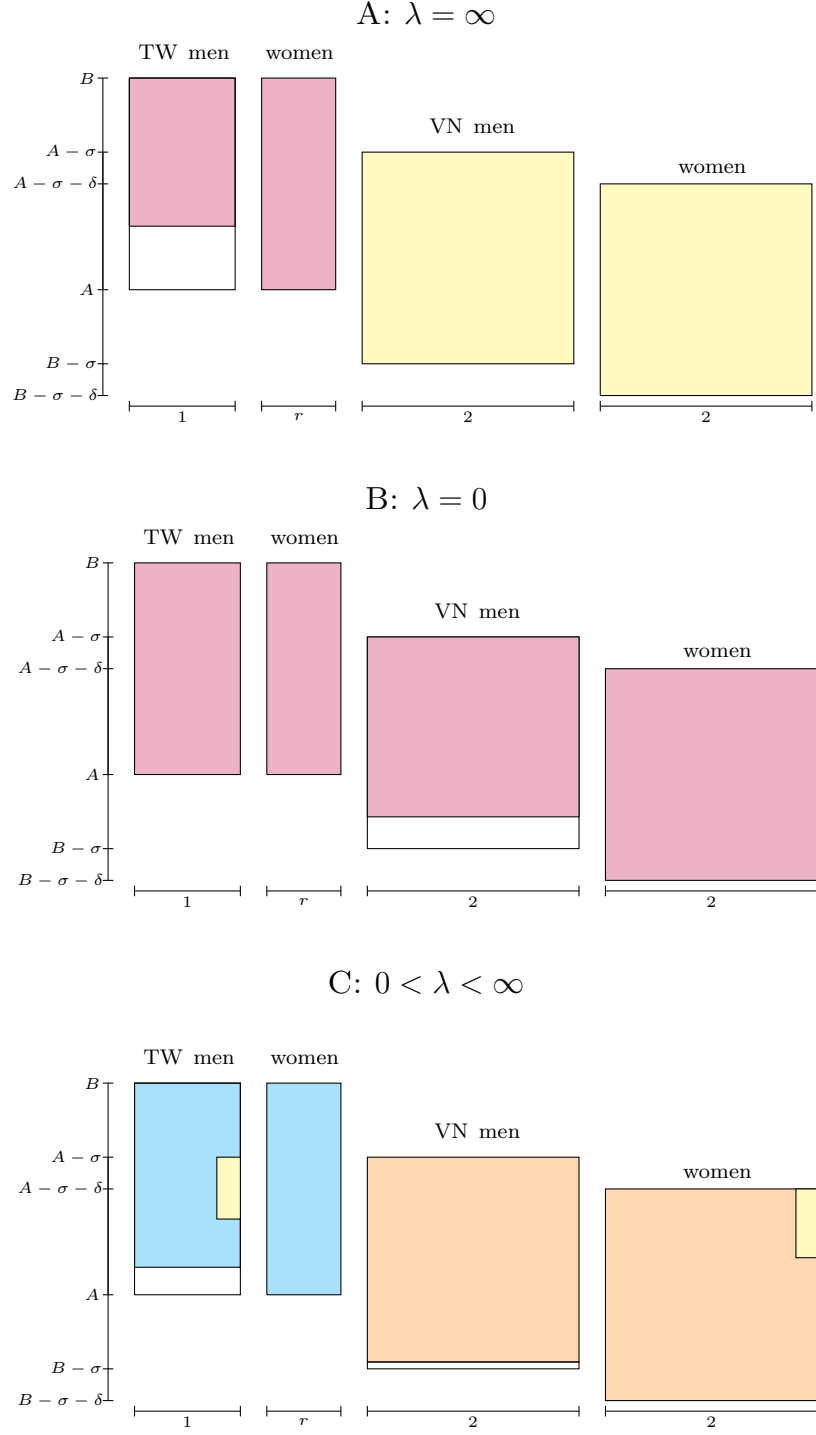 A: λ = ∞
TW men
women
B
VN men
A − σ
women
A − σ − δ
A
B − σ
B − σ − δ
1
r
2
2
B: λ = 0
TW men
women
B
VN men
A − σ
women
A − σ − δ
A
B − σ
B − σ − δ
1
r
2
2
C: 0 < λ < ∞
TW men
women
B
VN men
A − σ
women
A − σ − δ
A
B − σ
B − σ − δ
1
r
2
2